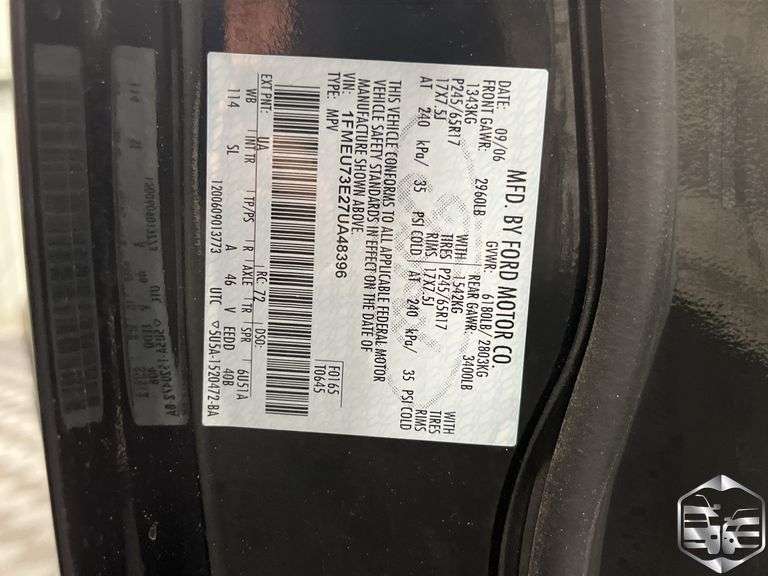 MFD. BY FORD MOTOR CO.
DATE: 09/06 GVWR: 6180LB/2803KG
FRONT GAWR: 2960LB REAR GAWR: 3400LB
1343KG WITH 1542KG WITH
P245/65R17 TIRES P245/65R17 TIRES
17X7.5J RIMS 17X7.5J RIMS
AT 240 kPa/ 35 PSI COLD AT 240 kPa/ 35 PSI COLD
THIS VEHICLE CONFORMS TO ALL APPLICABLE FEDERAL MOTOR
VEHICLE SAFETY STANDARDS IN EFFECT ON THE DATE OF
MANUFACTURE SHOWN ABOVE.
VIN: 1FMEU73E27UA48396
TYPE: MPV
F0165
T0645
EXT PNT: UA RC: 72 DSO:
WB INT TR TP/PS R AXLE TR SPR 6U51A
114 SL A 46 V EEDD 40B
1200609013773 UTC ▽5U5A-1520472-BA